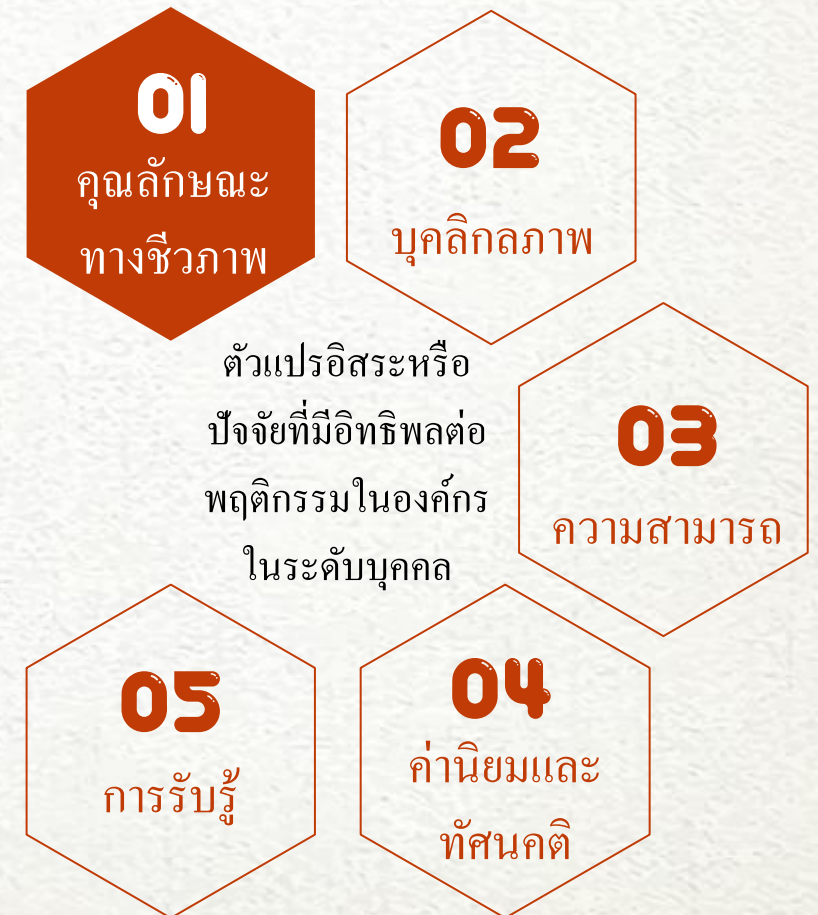 01
คุณลักษณะ
ทางชีวภาพ
02
บุคลิกลภาพ
ตัวแปรอิสระหรือ
ปัจจัยที่มีอิทธิพลต่อ
พฤติกรรมในองค์กร
ในระดับบุคคล
03
ความสามารถ
04
ค่านิยมและ
ทัศนคติ
05
การรับรู้